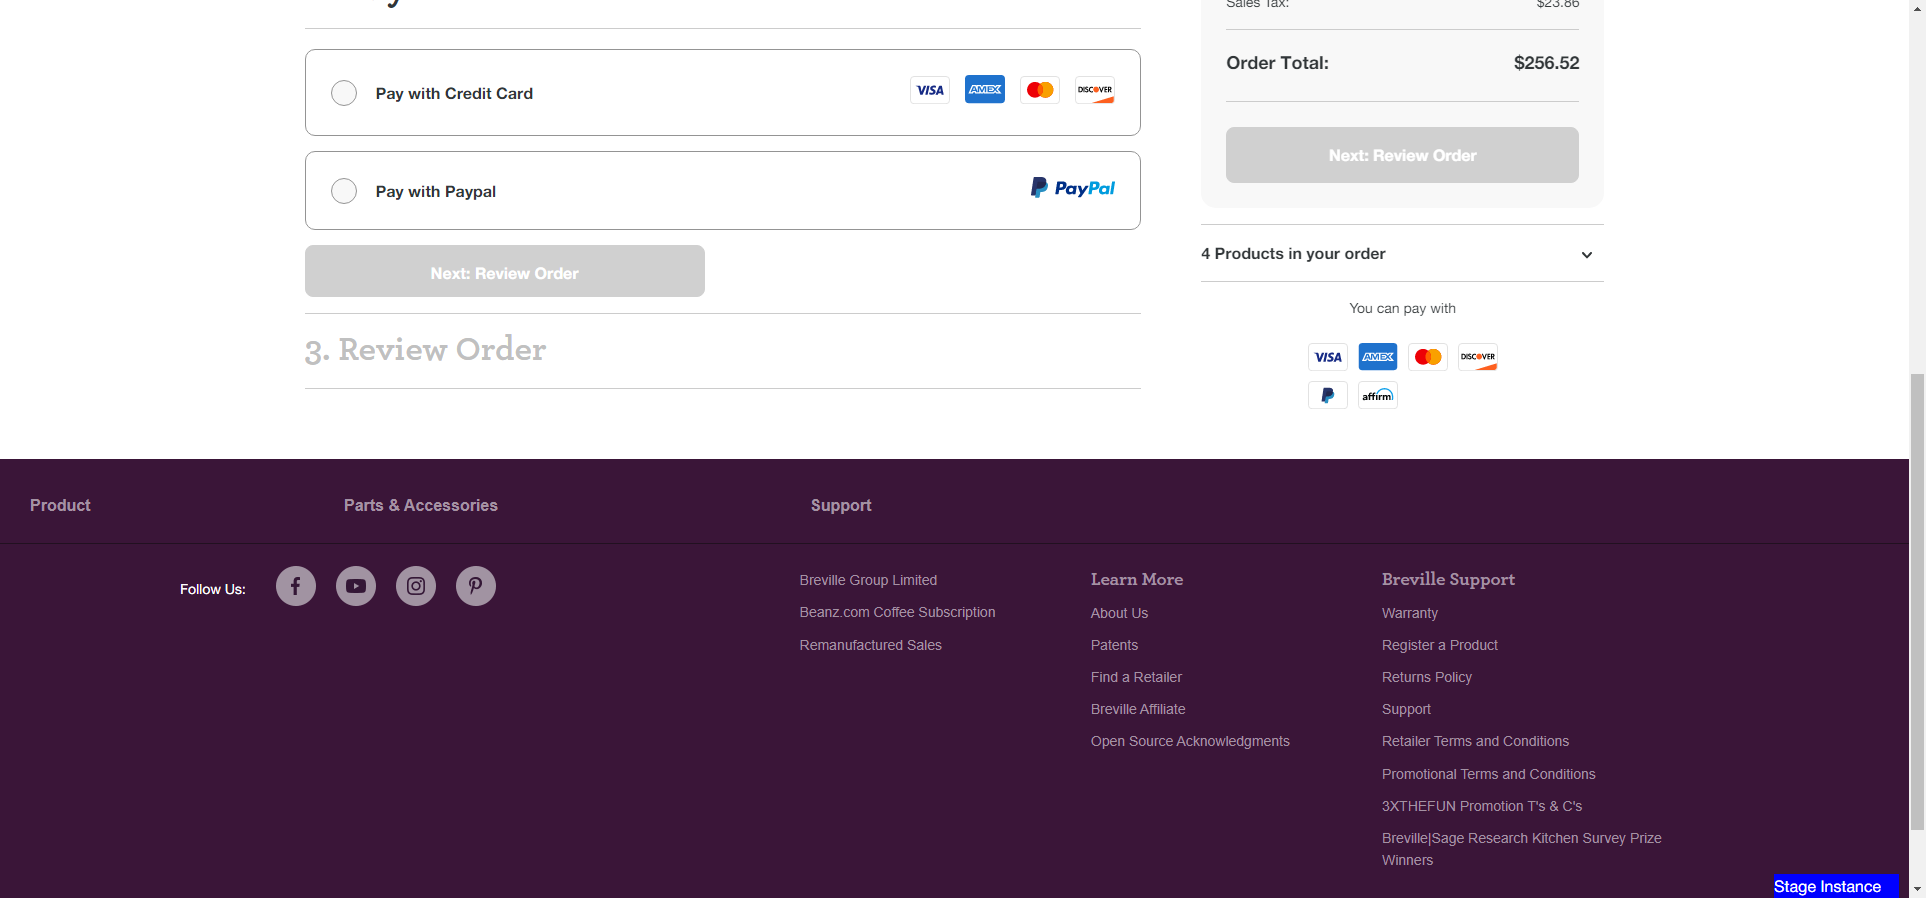 Sales Tax: $23.86
Order Total: $256.52
Pay with Credit Card VISA AMEX DISCOVER
Next: Review Order
Pay with Paypal PayPal
4 Products in your order
Next: Review Order
You can pay with
3. Review Order
VISA AMEX DISCOVER
affirm
Product Parts & Accessories Support
Follow Us:
Breville Group Limited
Beanz.com Coffee Subscription
Remanufactured Sales
Learn More
About Us
Patents
Find a Retailer
Breville Affiliate
Open Source Acknowledgments
Breville Support
Warranty
Register a Product
Returns Policy
Support
Retailer Terms and Conditions
Promotional Terms and Conditions
3XTHEFUN Promotion T's & C's
Breville|Sage Research Kitchen Survey Prize
Winners
Stage Instance